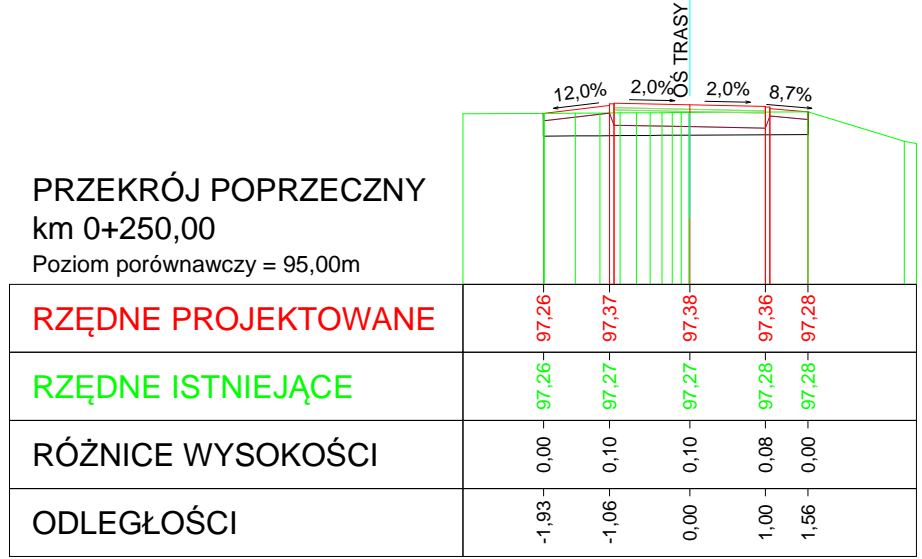 OŚ TRASY
12,0% 2,0% 2,0% 8,7%
PRZEKRÓJ POPRZECZNY
km 0+250,00
Poziom porównawczy = 95,00m
RZĘDNE PROJEKTOWANE 97,26 97,37 97,38 97,36 97,28
RZĘDNE ISTNIEJĄCE 97,26 97,27 97,27 97,28 97,28
RÓŻNICE WYSOKOŚCI 0,00 0,10 0,10 0,08 0,00
ODLEGŁOŚCI -1,93 -1,06 0,00 1,00 1,56